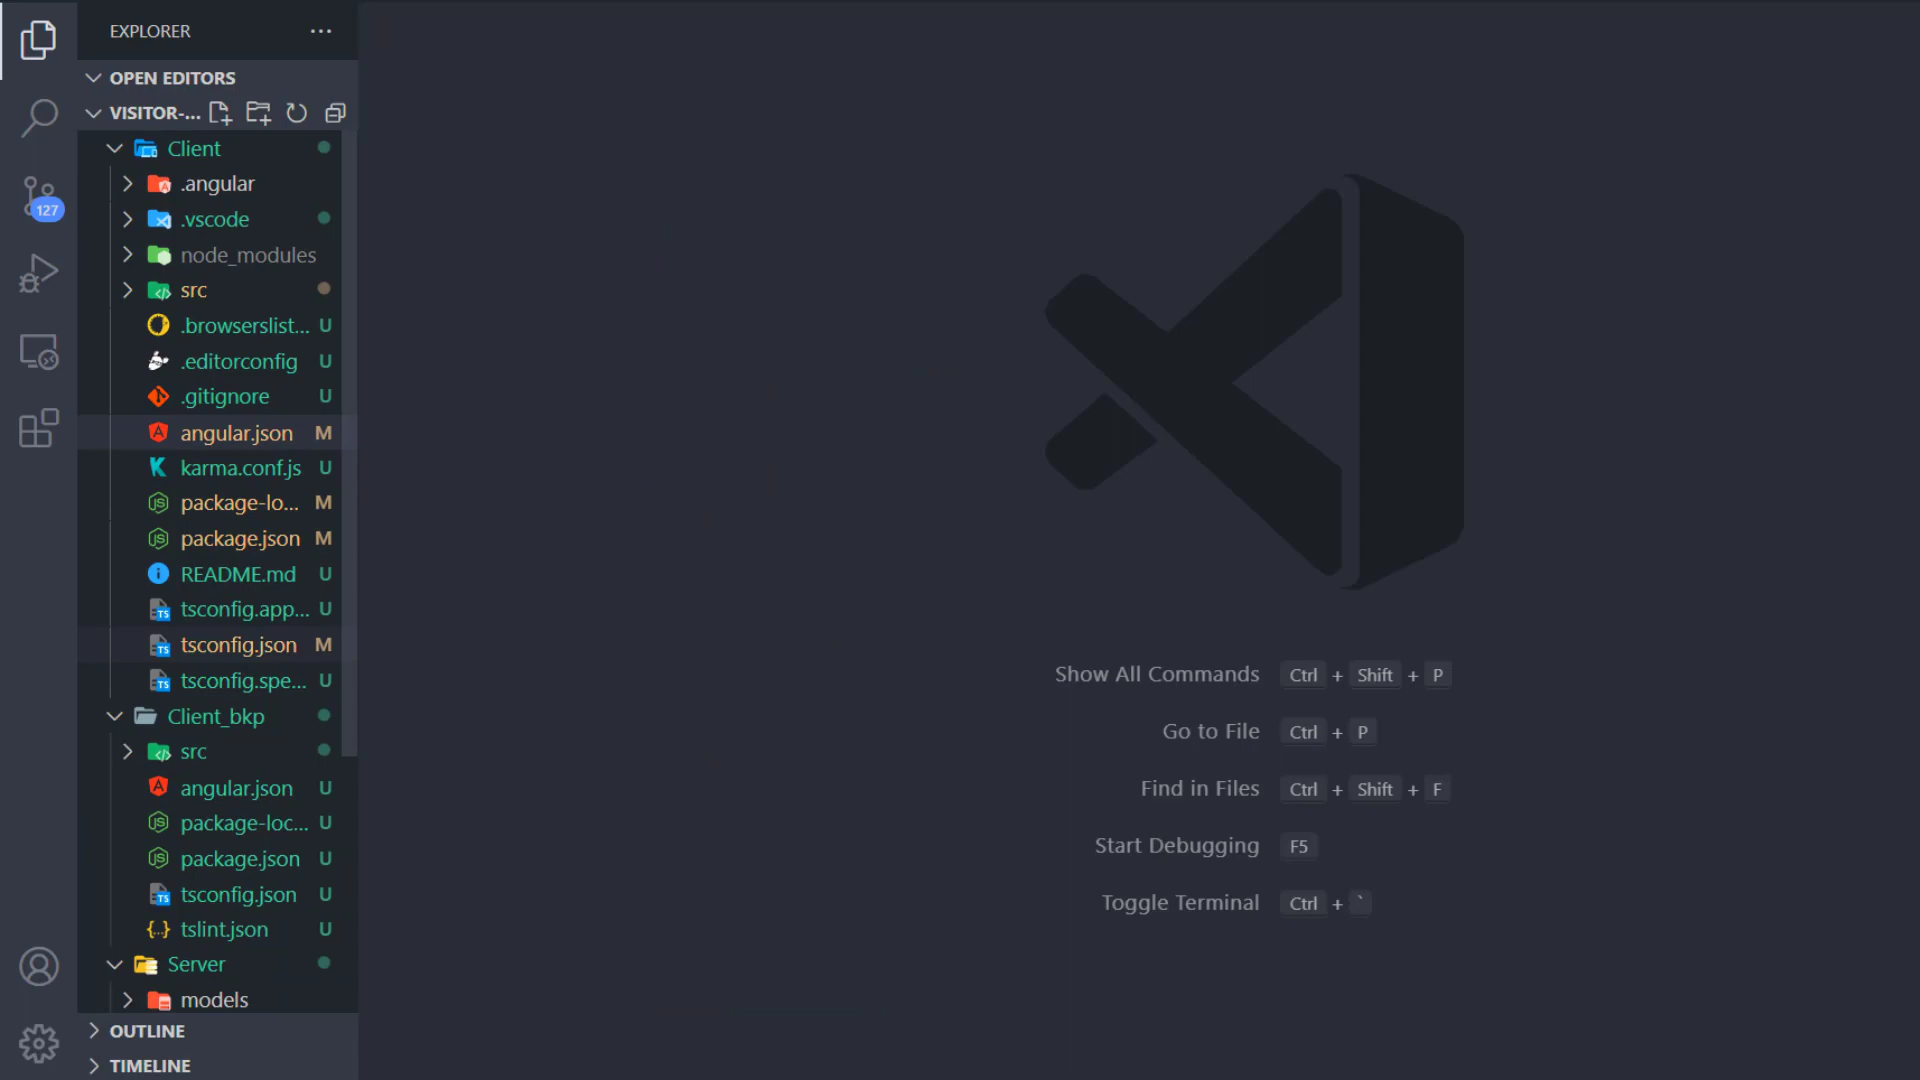 EXPLORER
OPEN EDITORS
VISITOR-...
Client
.angular
127
.vscode
node_modules
src
.browserslist... U
.editorconfig U
.gitignore U
angular.json M
karma.conf.js U
package-lo... M
package.json M
README.md U
tsconfig.app... U
tsconfig.json M
tsconfig.spe... U
Client_bkp
src
angular.json U
package-loc... U
package.json U
tsconfig.json U
tslint.json U
Server
models
OUTLINE
TIMELINE
Show All Commands Ctrl + Shift + P
Go to File Ctrl + P
Find in Files Ctrl + Shift + F
Start Debugging F5
Toggle Terminal Ctrl + `